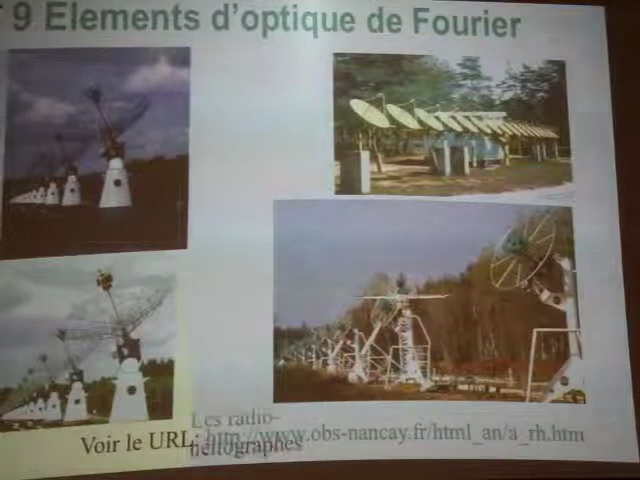 9 Elements d'optique de Fourier
Les radio-
Voir le URL: http://www.obs-nancay.fr/html_an/a_rh.htm
héliographes